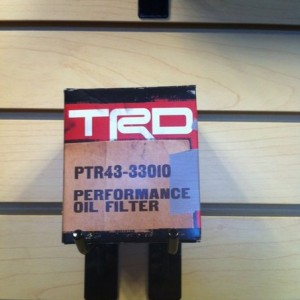 TRD
PTR43-33010
PERFORMANCE
OIL FILTER